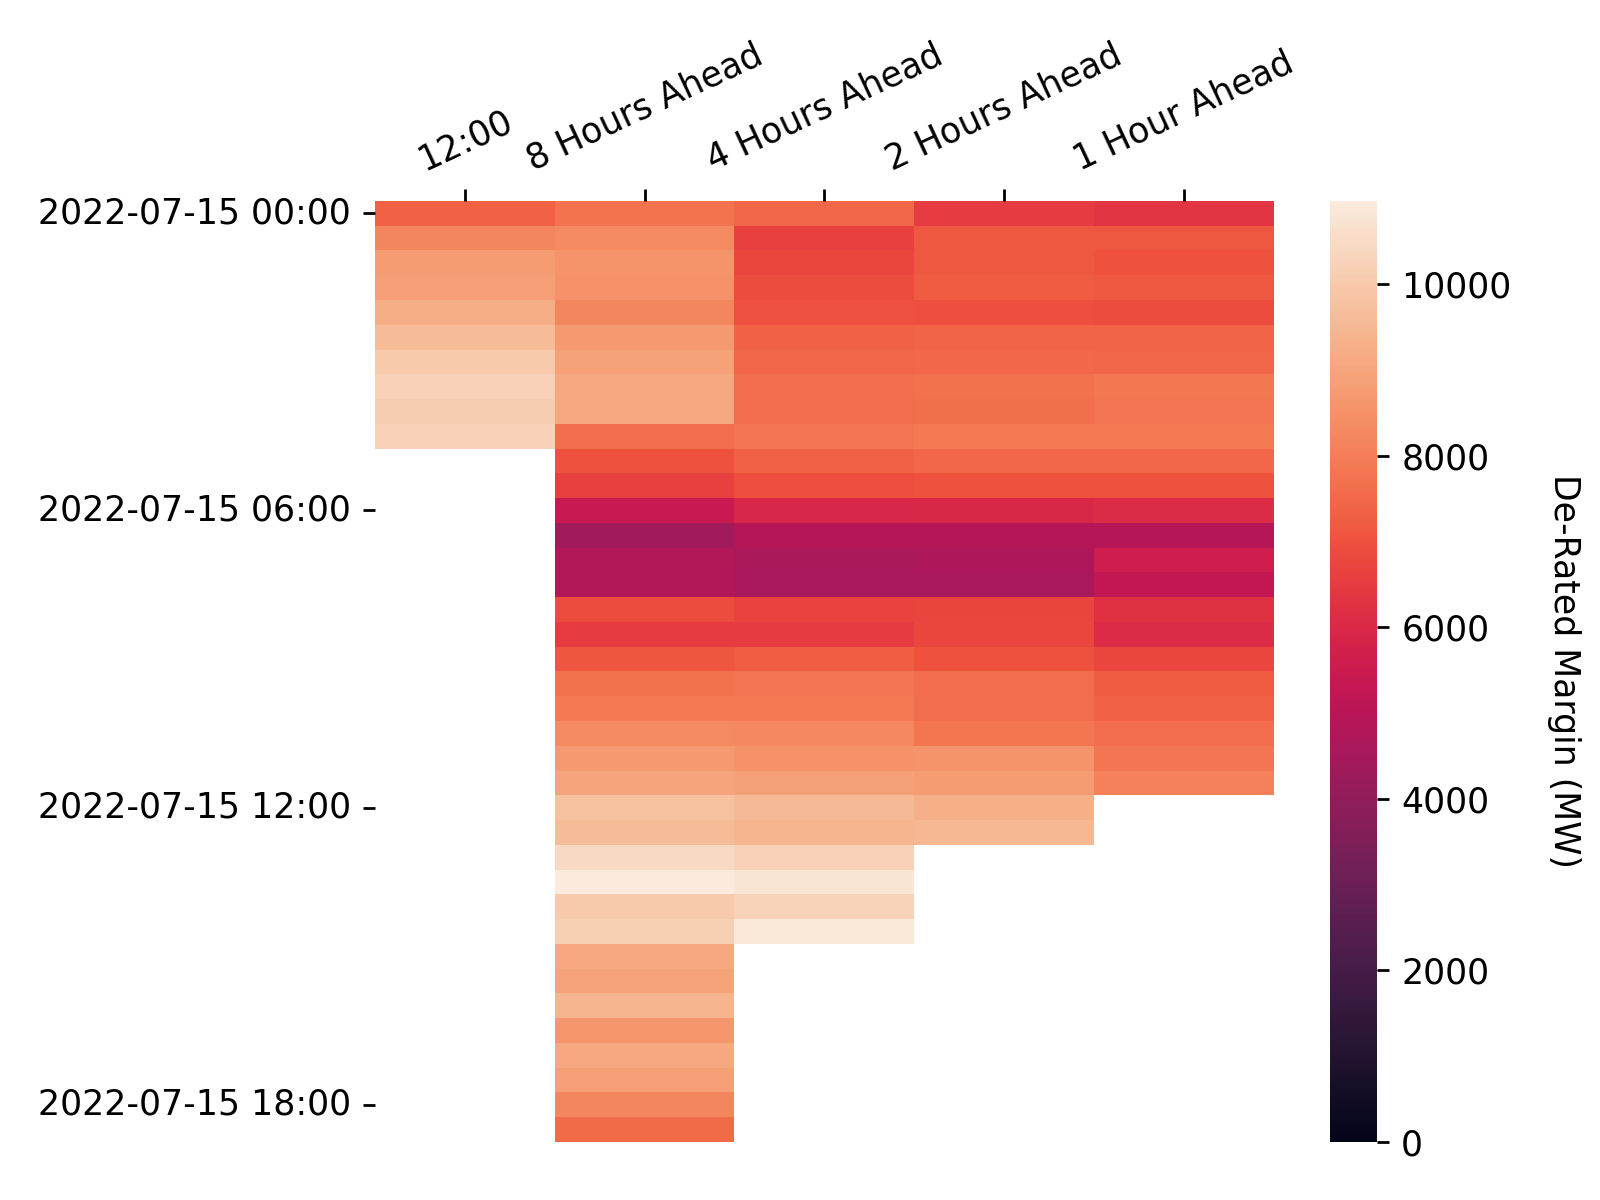 12:00
8 Hours Ahead
4 Hours Ahead
2 Hours Ahead
1 Hour Ahead
2022-07-15 00:00
2022-07-15 06:00
2022-07-15 12:00
2022-07-15 18:00
10000
8000
6000
4000
2000
0
De-Rated Margin (MW)